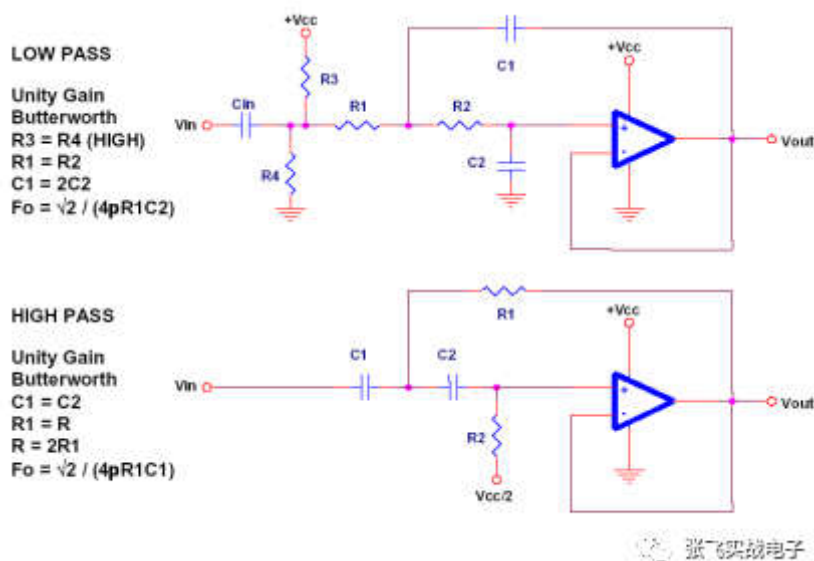 LOW PASS
Unity Gain
Butterworth
R3 = R4 (HIGH)
R1 = R2
C1 = 2C2
Fo = √2 / (4pR1C2)
+Vcc
R3
Cin
Vin
R4
R1
R2
C1
C2
+Vcc
+
-
Vout
HIGH PASS
Unity Gain
Butterworth
C1 = C2
R1 = R
R = 2R1
Fo = √2 / (4pR1C1)
Vin
C1
C2
R1
R2
Vcc/2
+Vcc
+
-
Vout
张飞实战电子